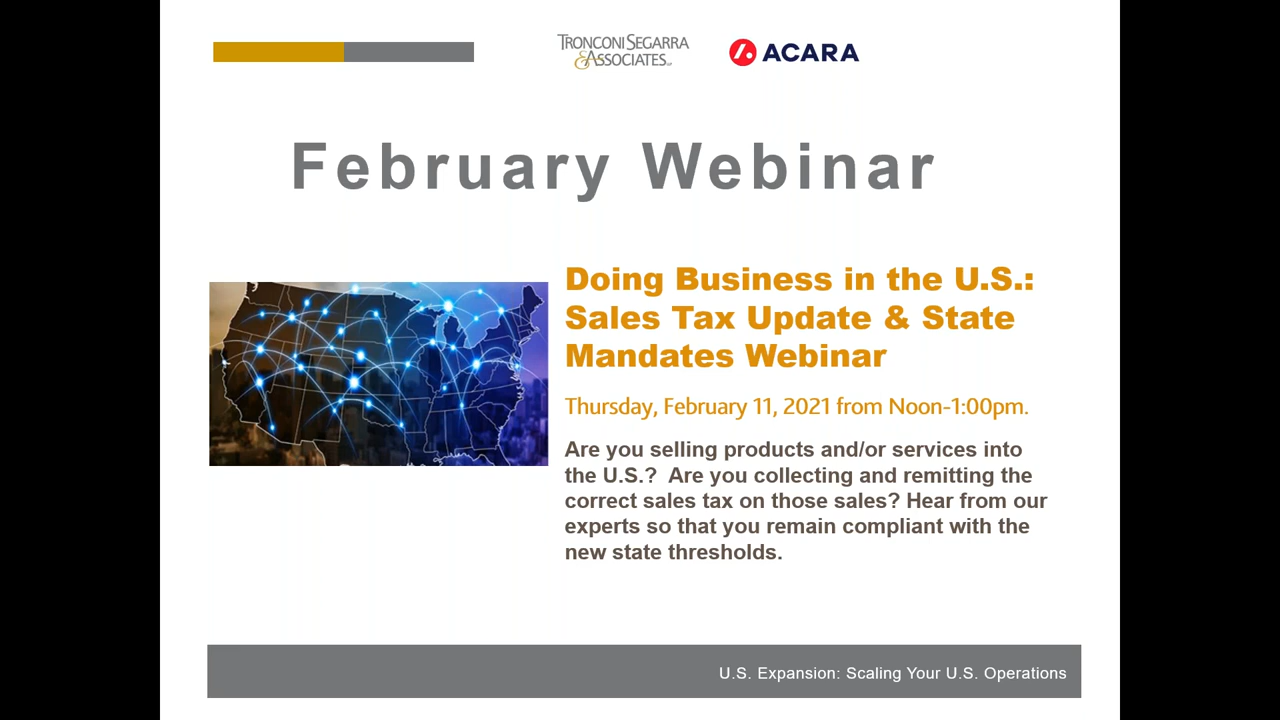 TRONCONI SEGARRA
& ASSOCIATES LLP
ACARA
February Webinar
Doing Business in the U.S.:
Sales Tax Update & State
Mandates Webinar
Thursday, February 11, 2021 from Noon-1:00pm.
Are you selling products and/or services into
the U.S.?  Are you collecting and remitting the
correct sales tax on those sales? Hear from our
experts so that you remain compliant with the
new state thresholds.
U.S. Expansion: Scaling Your U.S. Operations